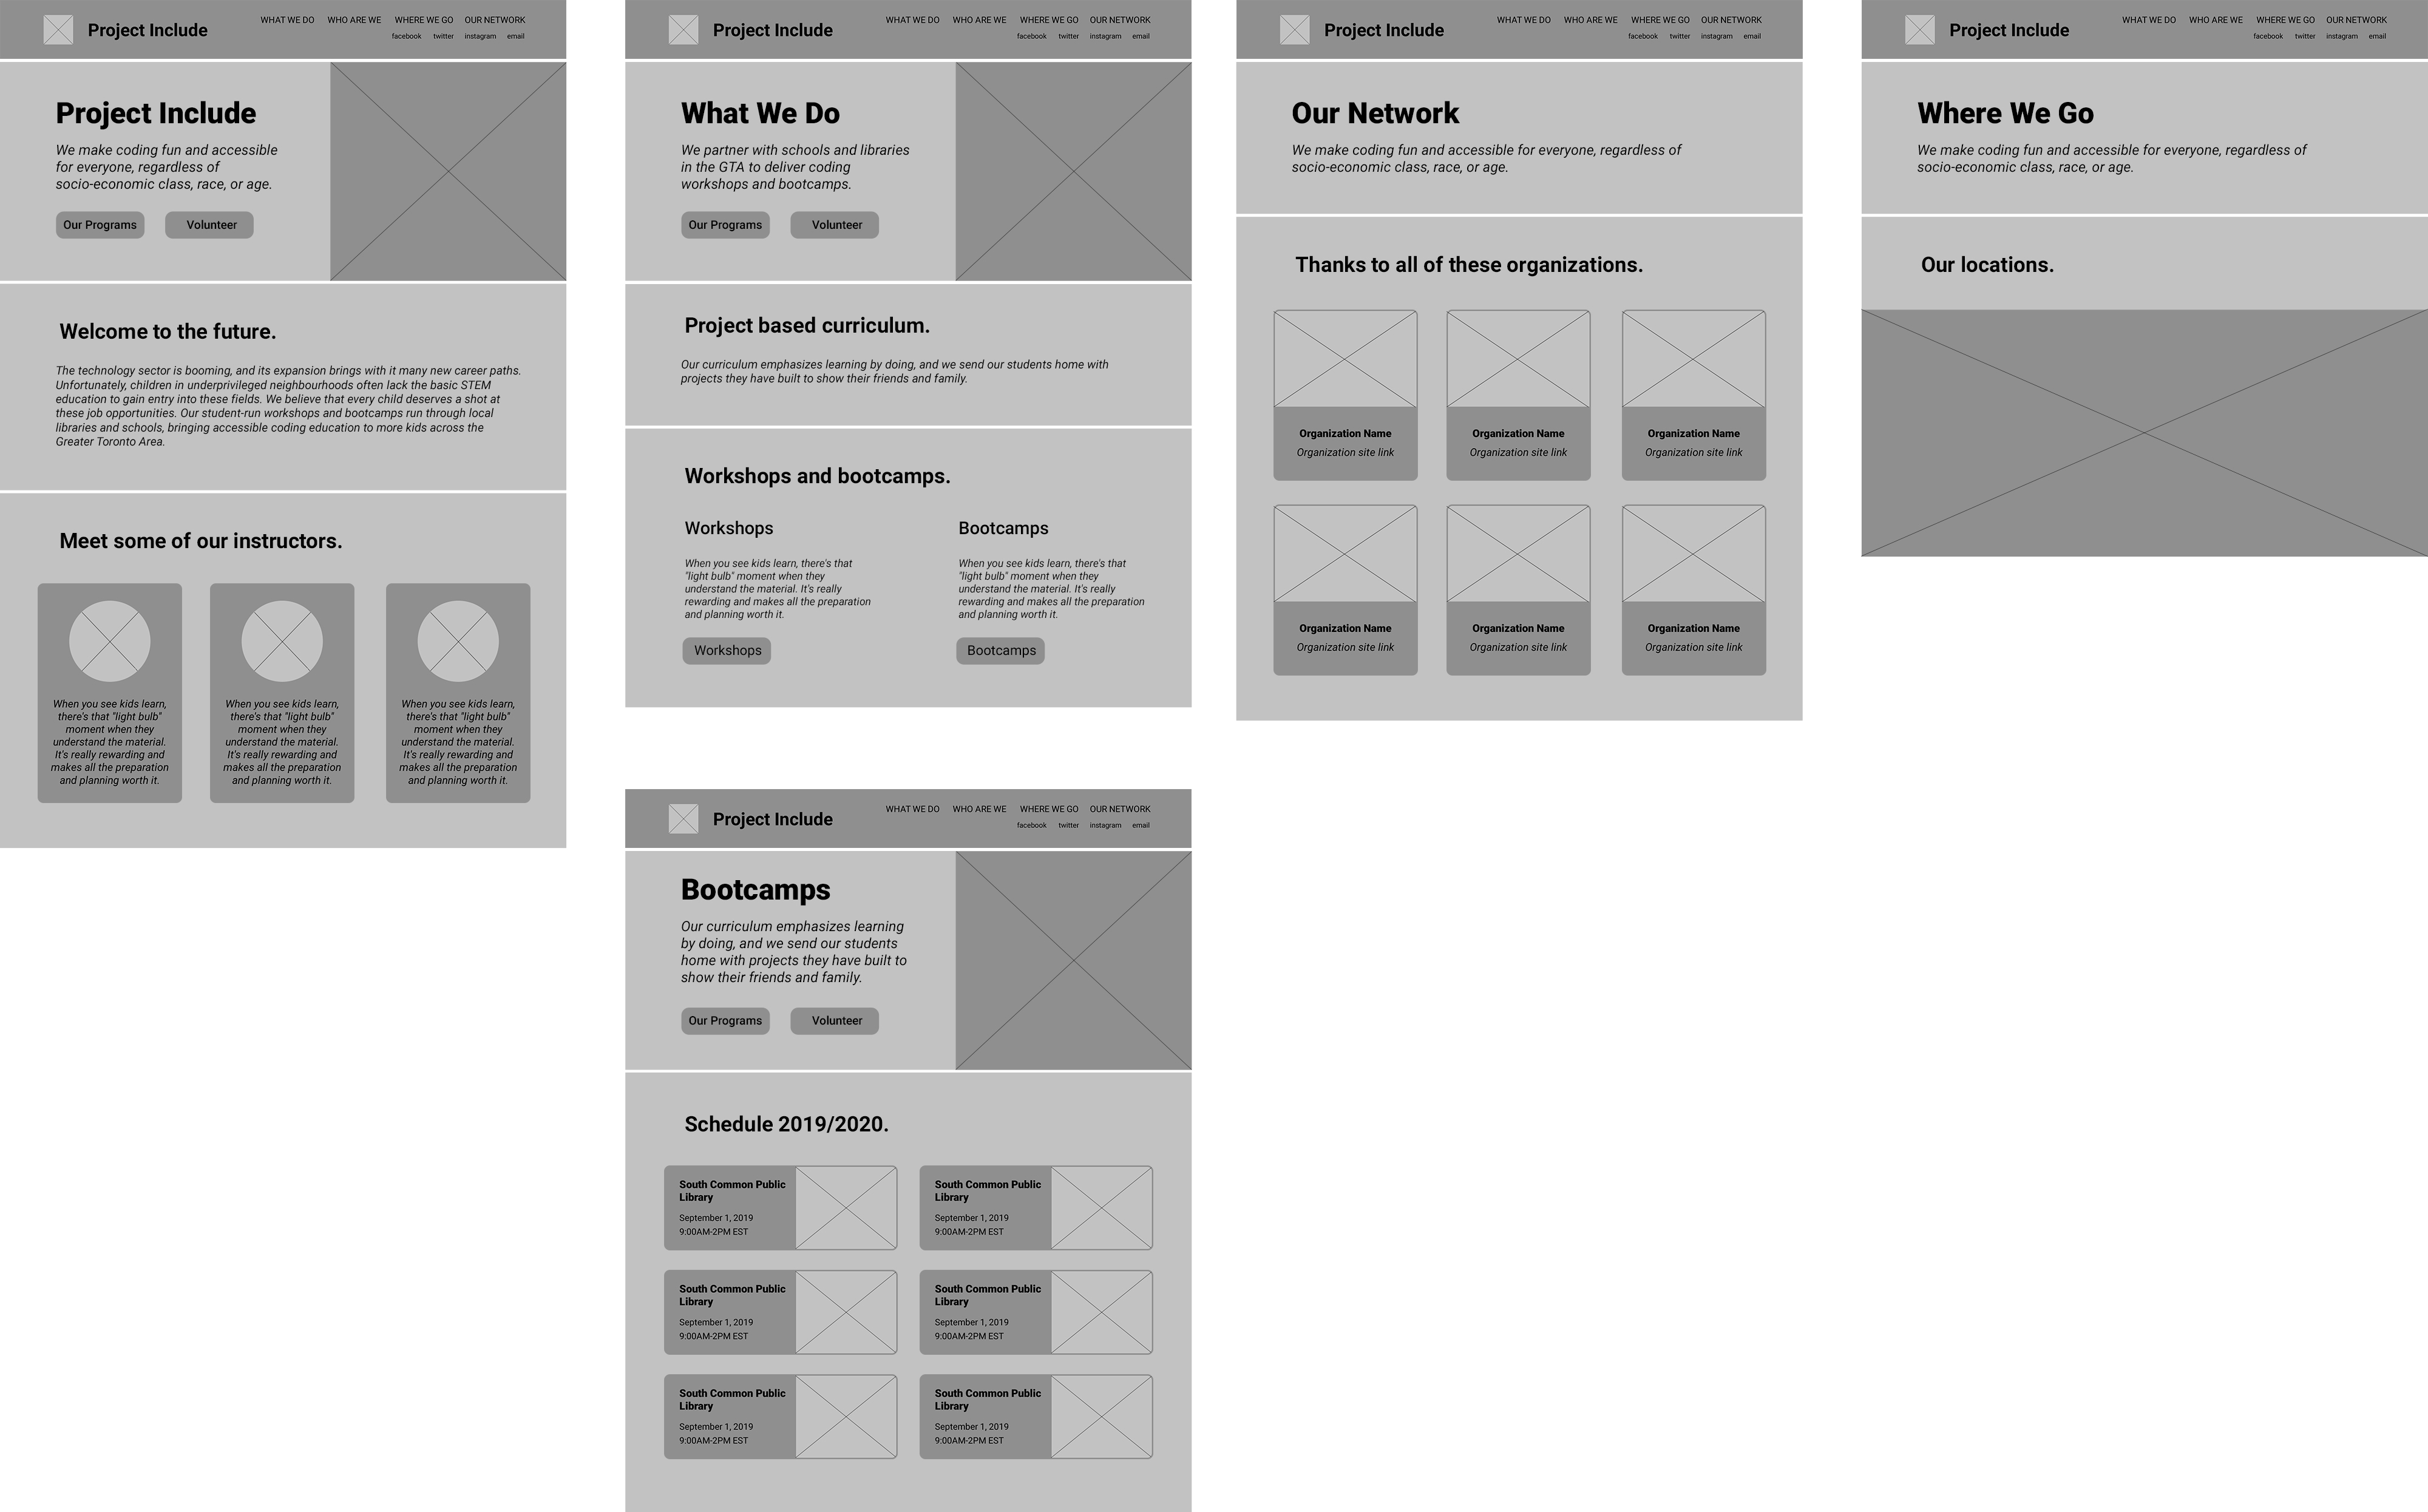 Project Include
WHAT WE DO WHO ARE WE WHERE WE GO OUR NETWORK
facebook twitter instagram email
Project Include
We make coding fun and accessible
for everyone, regardless of
socio-economic class, race, or age.
Our Programs Volunteer
Welcome to the future.
The technology sector is booming, and its expansion brings with it many new career paths.
Unfortunately, children in underprivileged neighbourhoods often lack the basic STEM
education to gain entry into these fields. We believe that every child deserves a shot at
these job opportunities. Our student-run workshops and bootcamps run through local
libraries and schools, bringing accessible coding education to more kids across the
Greater Toronto Area.
Meet some of our instructors.
When you see kids learn,
there's that "light bulb"
moment when they
understand the material.
It's really rewarding and
makes all the preparation
and planning worth it.
When you see kids learn,
there's that "light bulb"
moment when they
understand the material.
It's really rewarding and
makes all the preparation
and planning worth it.
When you see kids learn,
there's that "light bulb"
moment when they
understand the material.
It's really rewarding and
makes all the preparation
and planning worth it.
Project Include
WHAT WE DO WHO ARE WE WHERE WE GO OUR NETWORK
facebook twitter instagram email
What We Do
We partner with schools and libraries
in the GTA to deliver coding
workshops and bootcamps.
Our Programs Volunteer
Project based curriculum.
Our curriculum emphasizes learning by doing, and we send our students home with
projects they have built to show their friends and family.
Workshops and bootcamps.
Workshops
When you see kids learn, there's that
"light bulb" moment when they
understand the material. It's really
rewarding and makes all the preparation
and planning worth it.
Workshops
Bootcamps
When you see kids learn, there's that
"light bulb" moment when they
understand the material. It's really
rewarding and makes all the preparation
and planning worth it.
Bootcamps
Project Include
WHAT WE DO WHO ARE WE WHERE WE GO OUR NETWORK
facebook twitter instagram email
Our Network
We make coding fun and accessible for everyone, regardless of
socio-economic class, race, or age.
Thanks to all of these organizations.
Organization Name
Organization site link
Organization Name
Organization site link
Organization Name
Organization site link
Organization Name
Organization site link
Organization Name
Organization site link
Organization Name
Organization site link
Project Include
WHAT WE DO WHO ARE WE WHERE WE GO OUR NETWORK
facebook twitter instagram email
Where We Go
We make coding fun and accessible for everyone, regardless of
socio-economic class, race, or age.
Our locations.
Project Include
WHAT WE DO WHO ARE WE WHERE WE GO OUR NETWORK
facebook twitter instagram email
Bootcamps
Our curriculum emphasizes learning
by doing, and we send our students
home with projects they have built to
show their friends and family.
Our Programs Volunteer
Schedule 2019/2020.
South Common Public
Library
September 1, 2019
9:00AM-2PM EST
South Common Public
Library
September 1, 2019
9:00AM-2PM EST
South Common Public
Library
September 1, 2019
9:00AM-2PM EST
South Common Public
Library
September 1, 2019
9:00AM-2PM EST
South Common Public
Library
September 1, 2019
9:00AM-2PM EST
South Common Public
Library
September 1, 2019
9:00AM-2PM EST